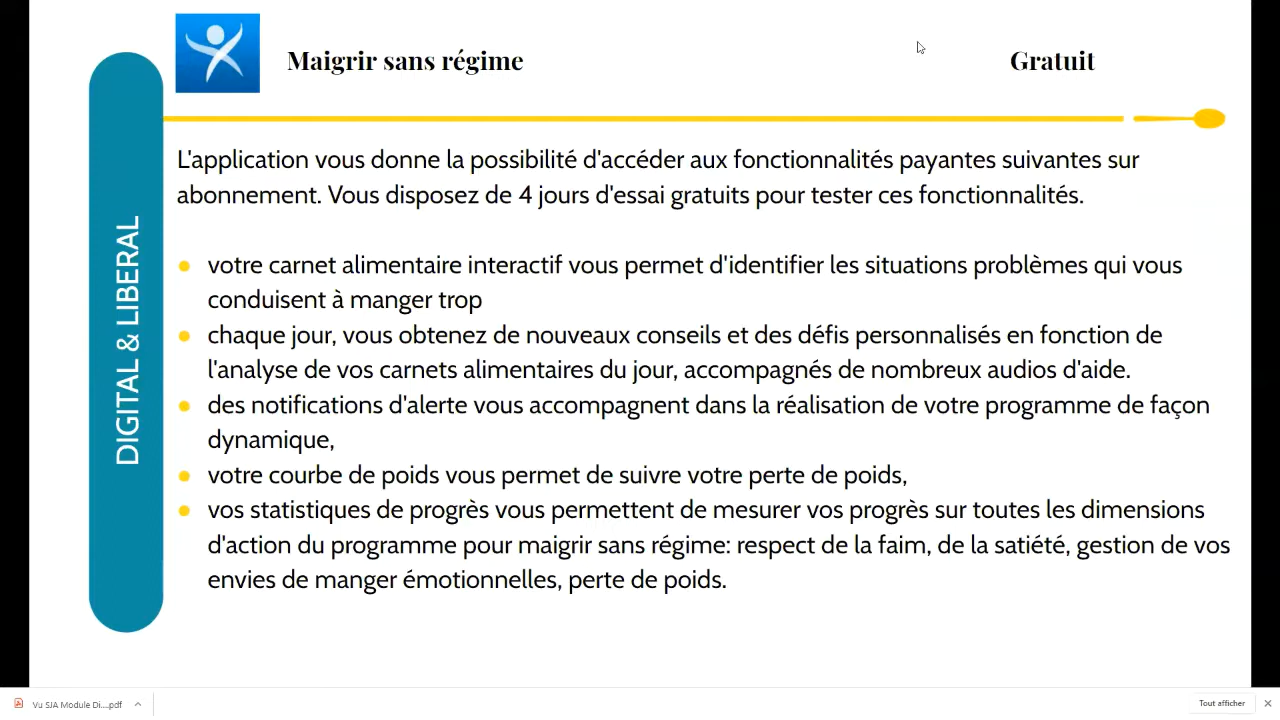 Maigrir sans régime
Gratuit
DIGITAL & LIBERAL
L'application vous donne la possibilité d'accéder aux fonctionnalités payantes suivantes sur
abonnement. Vous disposez de 4 jours d'essai gratuits pour tester ces fonctionnalités.
votre carnet alimentaire interactif vous permet d'identifier les situations problèmes qui vous
conduisent à manger trop
chaque jour, vous obtenez de nouveaux conseils et des défis personnalisés en fonction de
l'analyse de vos carnets alimentaires du jour, accompagnés de nombreux audios d'aide.
des notifications d'alerte vous accompagnent dans la réalisation de votre programme de façon
dynamique,
votre courbe de poids vous permet de suivre votre perte de poids,
vos statistiques de progrès vous permettent de mesurer vos progrès sur toutes les dimensions
d'action du programme pour maigrir sans régime: respect de la faim, de la satiété, gestion de vos
envies de manger émotionnelles, perte de poids.
Vu SJA Module Di....pdf
Tout afficher